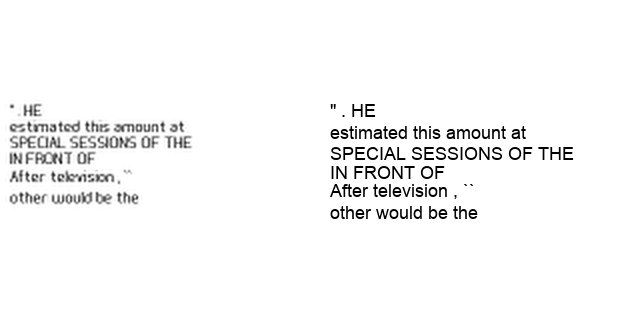 " . HE
estimated this amount at
SPECIAL SESSIONS OF THE
IN FRONT OF
After television , ``
other would be the
" . HE
estimated this amount at
SPECIAL SESSIONS OF THE
IN FRONT OF
After television , ``
other would be the